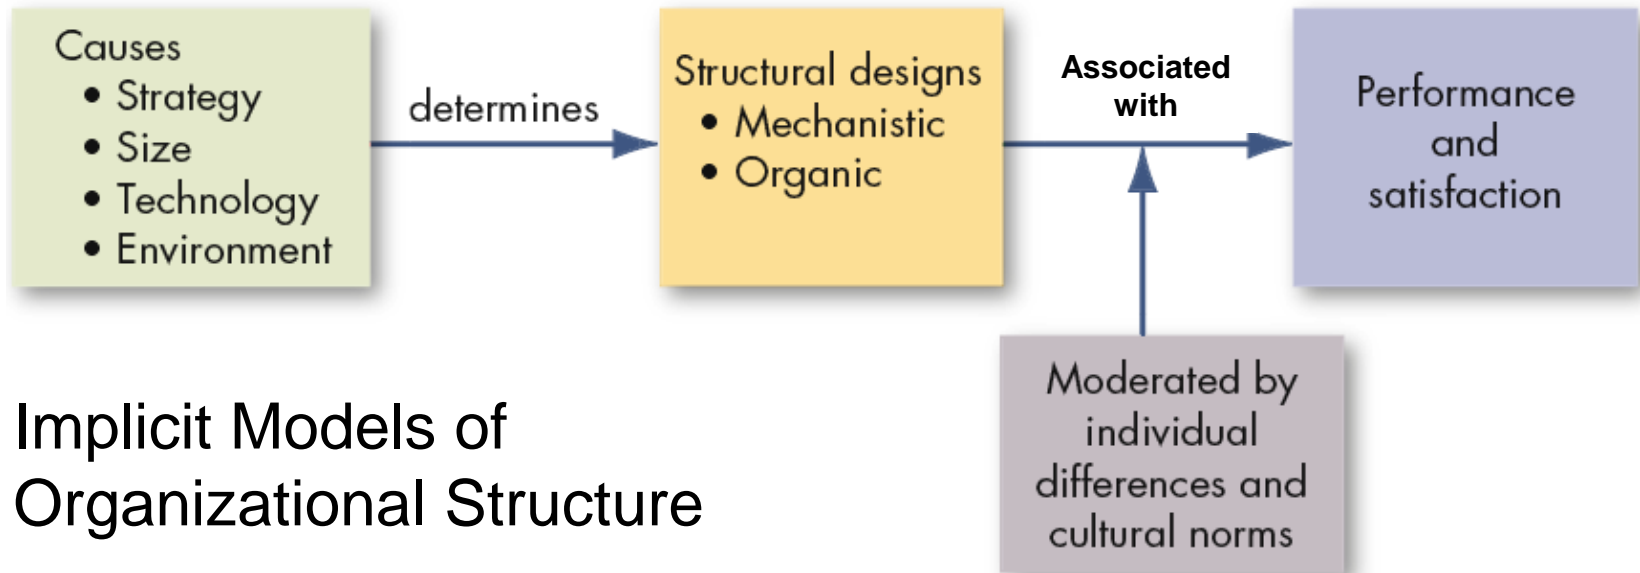 Causes
• Strategy
• Size
• Technology
• Environment
determines
Structural designs
• Mechanistic
• Organic
Associated
with
Performance
and
satisfaction
Moderated by
individual
differences and
cultural norms
Implicit Models of
Organizational Structure